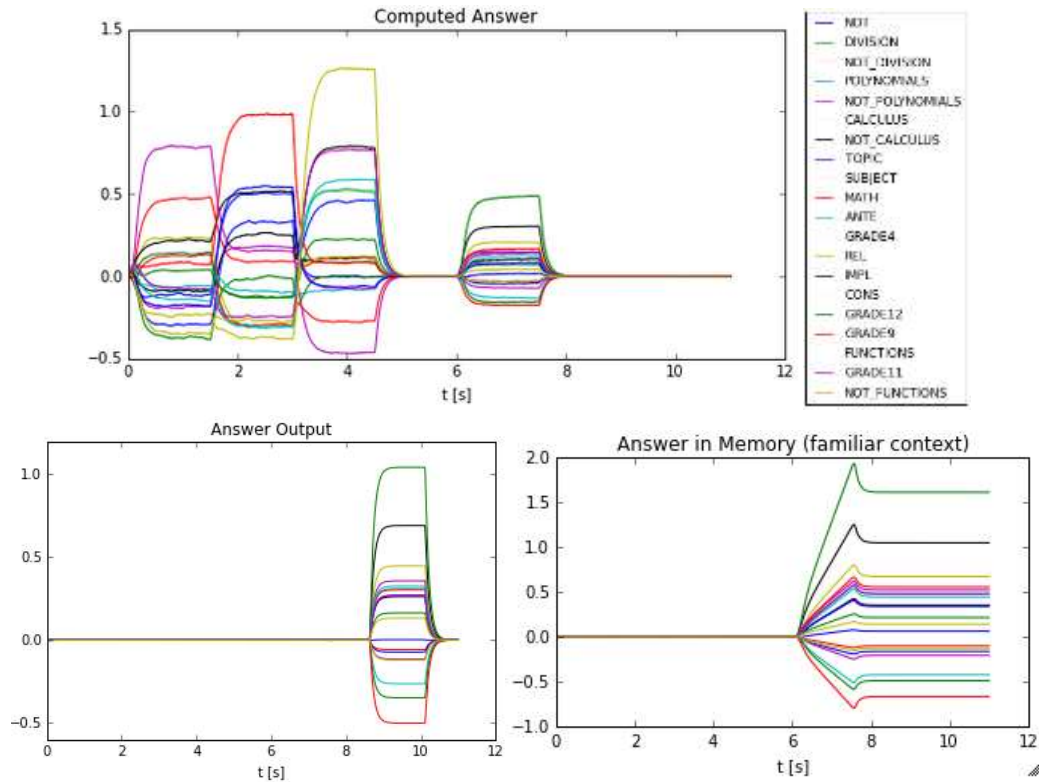 Computed Answer
1.5
1.0
0.5
0.0
−0.5
0
2
4
6
8
10
12
t [s]
NOT
DIVISION
NOT_DIVISION
POLYNOMIALS
NOT_POLYNOMIALS
CALCULUS
NOT_CALCULUS
TOPIC
SUBJECT
MATH
ANTE
GRADE4
REL
IMPL
CONS
GRADE12
GRADE9
FUNCTIONS
GRADE11
NOT_FUNCTIONS
Answer Output
1.0
0.5
0.0
−0.5
0
2
4
6
8
10
12
t [s]
Answer in Memory (familiar context)
2.0
1.5
1.0
0.5
0.0
−0.5
−1.0
0
2
4
6
8
10
12
t [s]